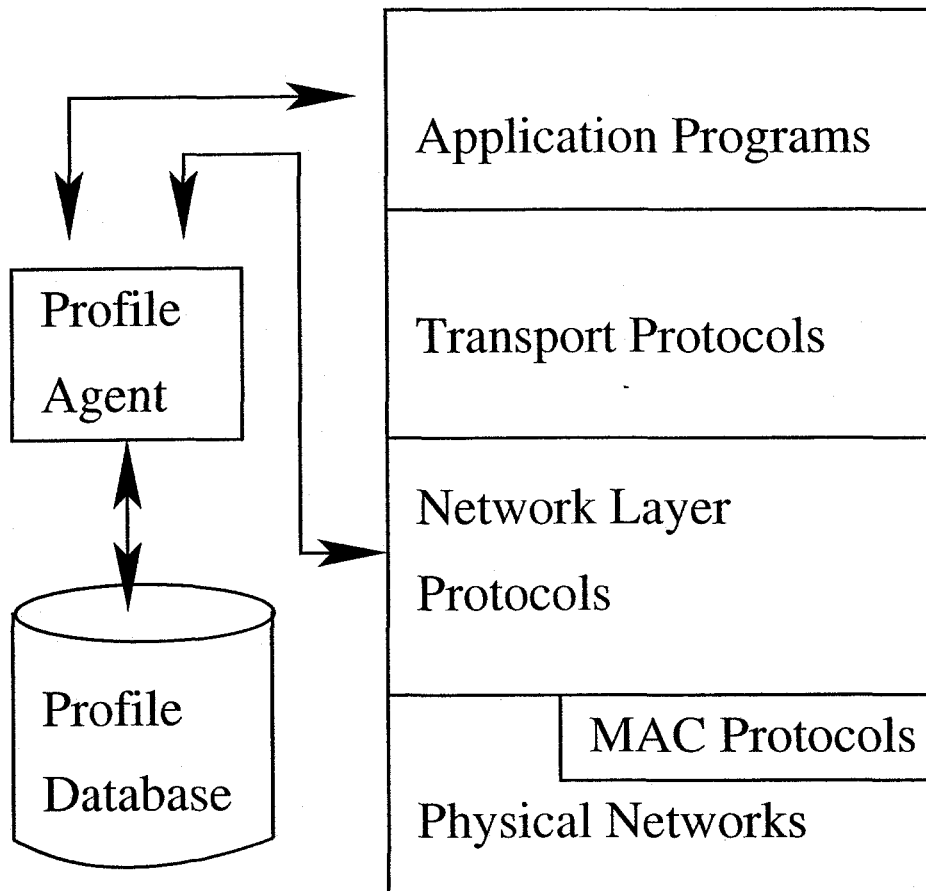 Application Programs
Profile
Agent
Transport Protocols
Network Layer
Protocols
Profile
Database
MAC Protocols
Physical Networks